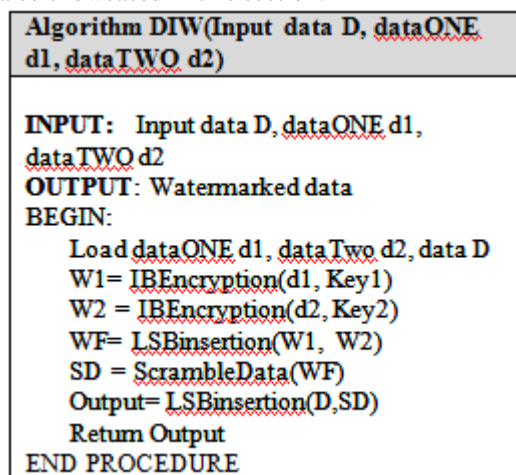 Algorithm DIW(Input data D, dataONE
d1, dataTWO d2)
INPUT: Input data D, dataONE d1,
dataTWO d2
OUTPUT: Watermarked data
BEGIN:
Load dataONE d1, dataTwo d2, data D
W1= IBEncryption(d1, Key1)
W2 = IBEncryption(d2, Key2)
WF= LSBinsertion(W1, W2)
SD = ScrambleData(WF)
Output= LSBinsertion(D,SD)
Return Output
END PROCEDURE